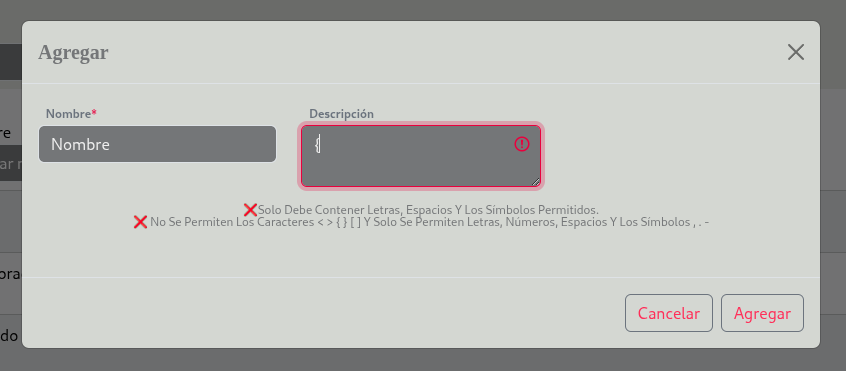 Agregar
Nombre* Descripción
Nombre {
❌Solo Debe Contener Letras, Espacios Y Los Símbolos Permitidos.
❌ No Se Permiten Los Caracteres < > { } [ ] Y Solo Se Permiten Letras, Números, Espacios Y Los Símbolos , . -
Cancelar Agregar